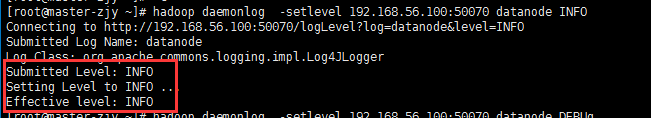 [root@master-zjy ~]# hadoop daemonlog  -setlevel 192.168.56.100:50070 datanode INFO
Connecting to http://192.168.56.100:50070/logLevel?log=datanode&level=INFO
Submitted Log Name: datanode
Log Class: org.apache.commons.logging.impl.Log4JLogger
Submitted Level: INFO
Setting Level to INFO ...
Effective level: INFO
[root@master-zjy ~]# hadoop daemonlog  -setlevel 192.168.56.100:50070 datanode DEBUg